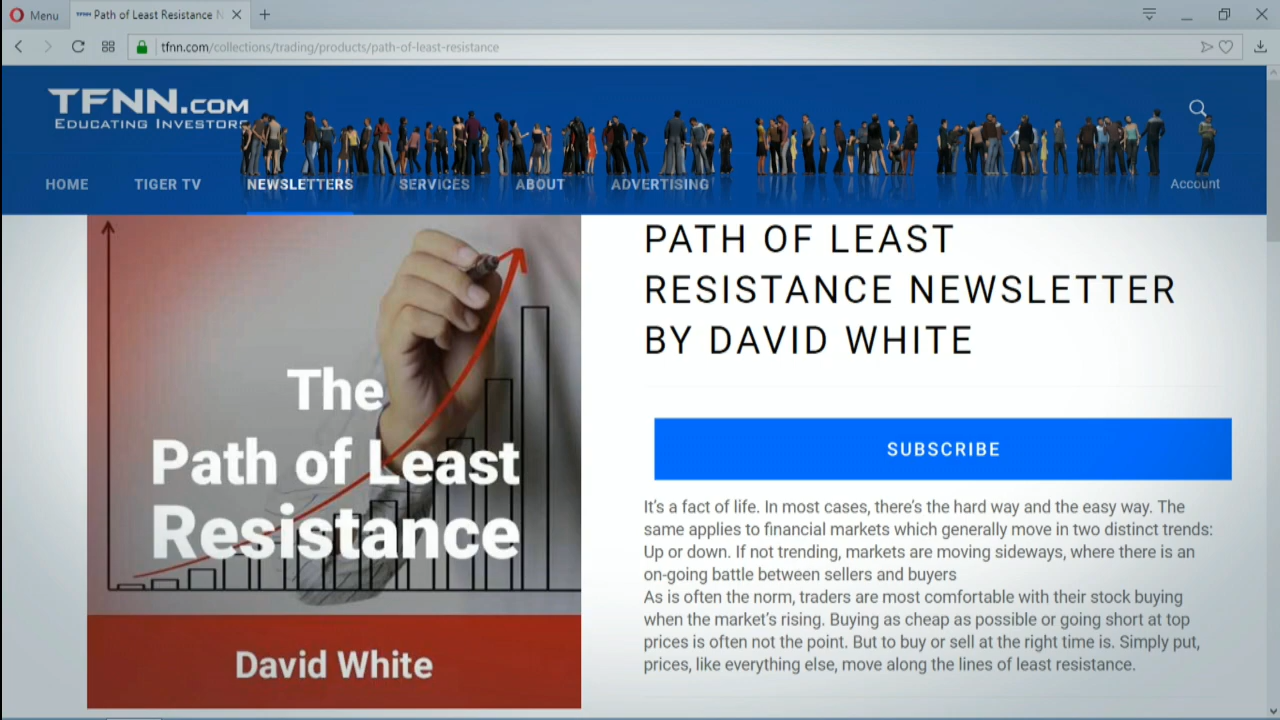 Menu
TFNN Path of Least Resistance N
tfnn.com/collections/trading/products/path-of-least-resistance
TFNN.COM
EDUCATING INVESTORS
HOME TIGER TV NEWSLETTERS SERVICES ABOUT ADVERTISING Account
The
Path of Least
Resistance
David White
PATH OF LEAST
RESISTANCE NEWSLETTER
BY DAVID WHITE
SUBSCRIBE
It's a fact of life. In most cases, there's the hard way and the easy way. The
same applies to financial markets which generally move in two distinct trends:
Up or down. If not trending, markets are moving sideways, where there is an
on-going battle between sellers and buyers
As is often the norm, traders are most comfortable with their stock buying
when the market's rising. Buying as cheap as possible or going short at top
prices is often not the point. But to buy or sell at the right time is. Simply put,
prices, like everything else, move along the lines of least resistance.